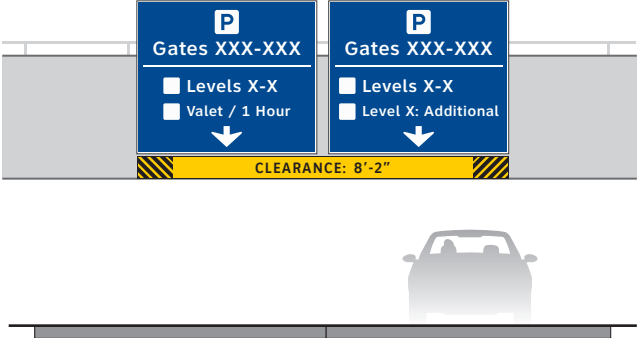 P
Gates XXX-XXX
Levels X-X
Valet / 1 Hour
P
Gates XXX-XXX
Levels X-X
Level X: Additional
CLEARANCE: 8′-2″